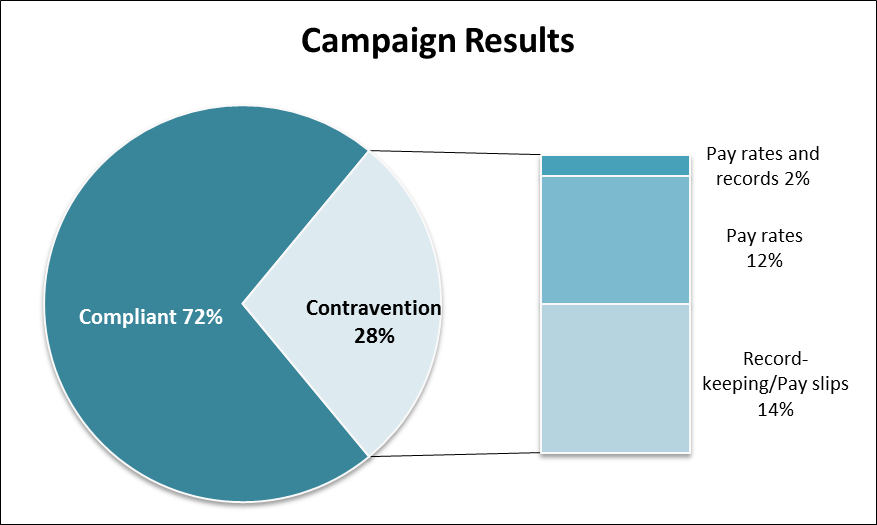 Campaign Results
Compliant 72%
Contravention
28%
Pay rates and
records 2%
Pay rates
12%
Record-
keeping/Pay slips
14%